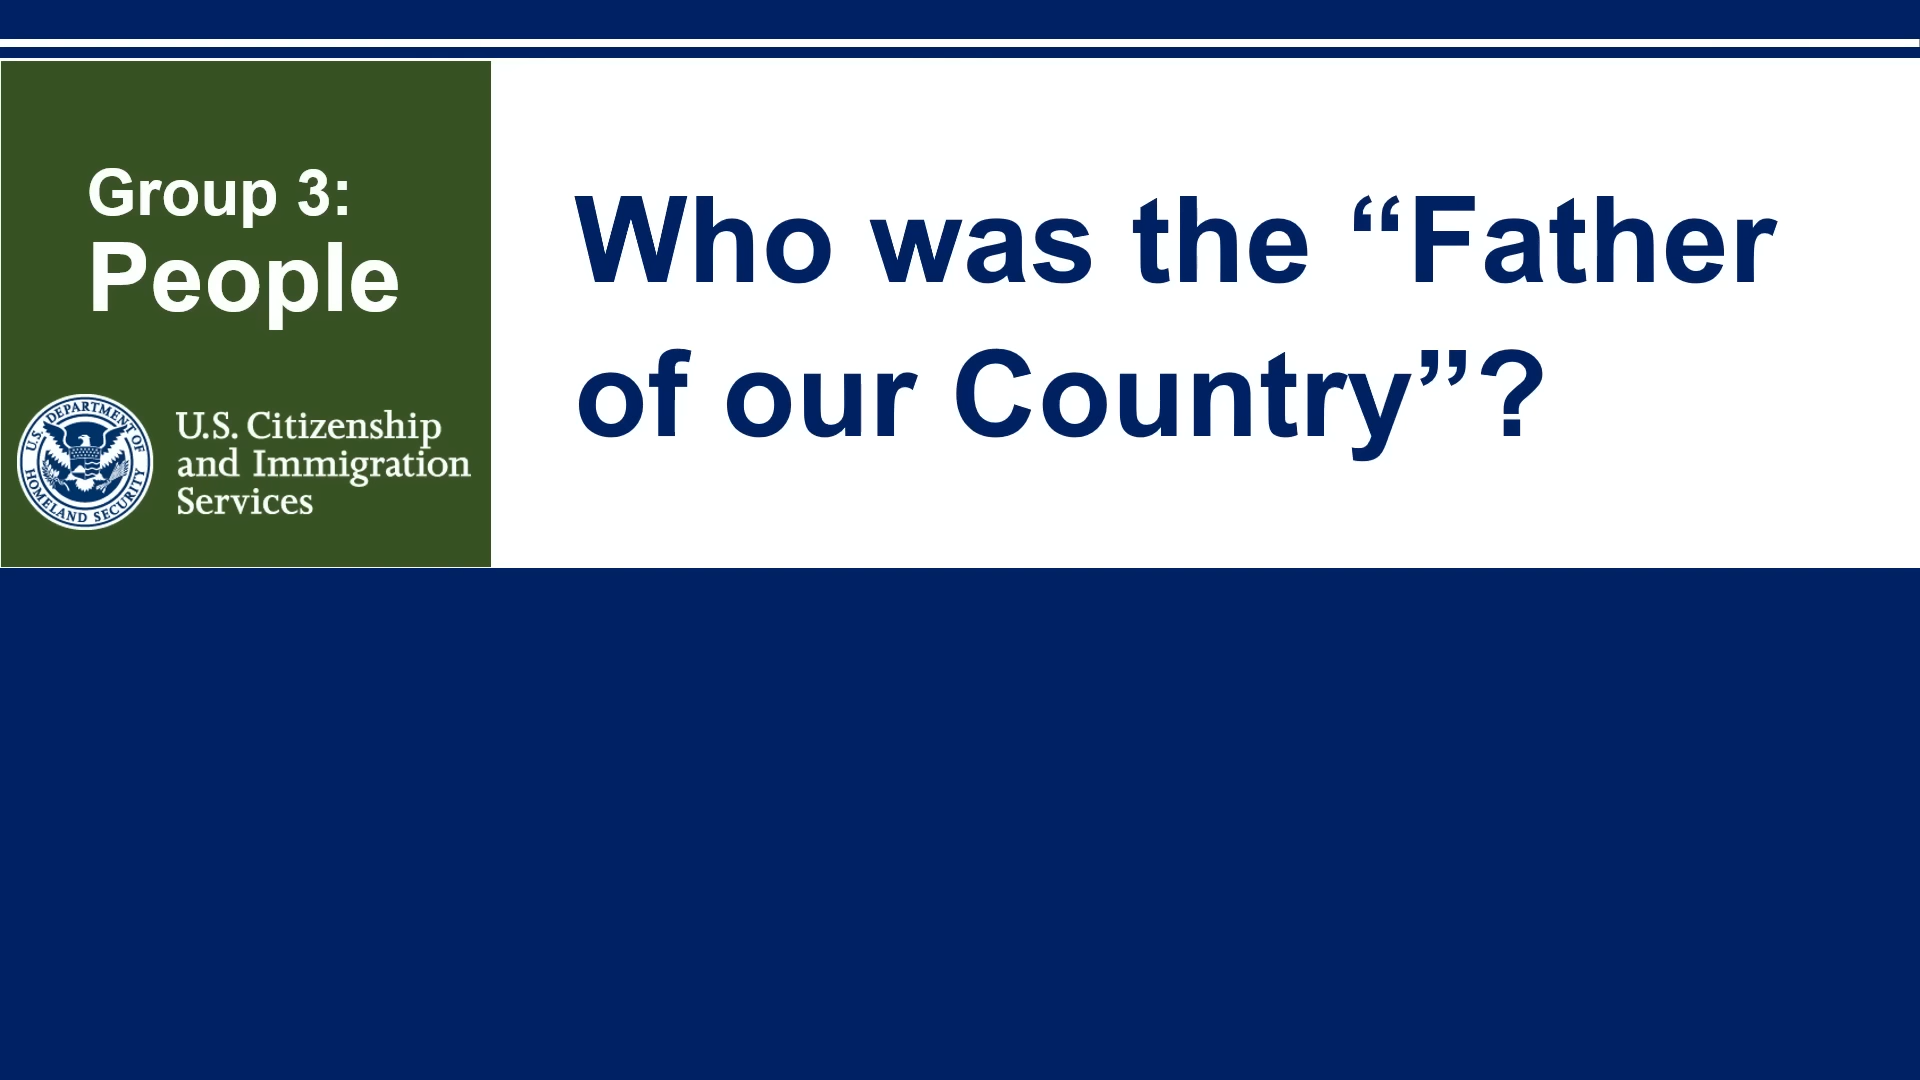 Group 3:
People
U.S. DEPARTMENT OF
HOMELAND SECURITY
U.S. Citizenship
and Immigration
Services
Who was the “Father
of our Country”?